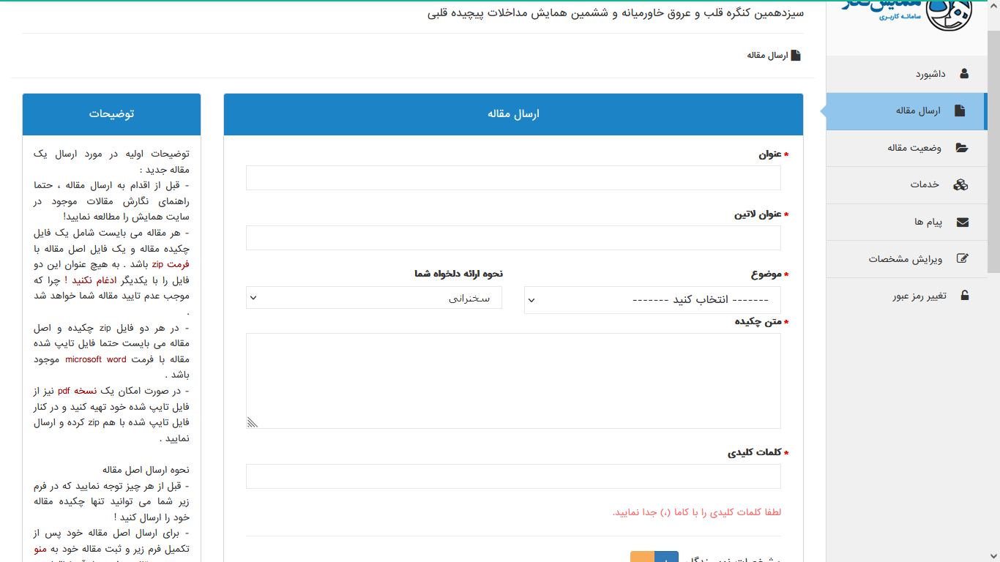 همایش نگار
سامانه کاربری
سیزدهمین کنگره قلب و عروق خاورمیانه و ششمین همایش مداخلات پیچیده قلبی
ارسال مقاله
داشبورد
ارسال مقاله
وضعیت مقاله
خدمات
پیام ها
ویرایش مشخصات
تغییر رمز عبور
ارسال مقاله
* عنوان
* عنوان لاتین
* موضوع
------- انتخاب کنید -------
نحوه ارائه دلخواه شما
سخنرانی
* متن چکیده
* کلمات کلیدی
لطفا کلمات کلیدی را با کاما (،) جدا نمایید.
توضیحات
توضیحات اولیه در مورد ارسال یک
مقاله جدید :
- قبل از اقدام به ارسال مقاله ، حتما
راهنمای نگارش مقالات موجود در
سایت همایش را مطالعه نمایید!
- هر مقاله می بایست شامل یک فایل
چکیده مقاله و یک فایل اصل مقاله با
فرمت zip باشد . به هیچ عنوان این دو
فایل را با یکدیگر ادغام نکنید ! چرا که
موجب عدم تایید مقاله شما خواهد شد
.
- در هر دو فایل zip چکیده و اصل
مقاله می بایست حتما فایل تایپ شده
مقاله با فرمت microsoft word موجود
باشد .
- در صورت امکان یک نسخه pdf نیز از
فایل تایپ شده خود تهیه کنید و در کنار
فایل تایپ شده با هم zip کرده و ارسال
نمایید .
نحوه ارسال اصل مقاله
- قبل از هر چیز توجه نمایید که در فرم
زیر شما می توانید تنها چکیده مقاله
خود را ارسال کنید !
- برای ارسال اصل مقاله خود پس از
تکمیل فرم زیر و ثبت مقاله خود به منو